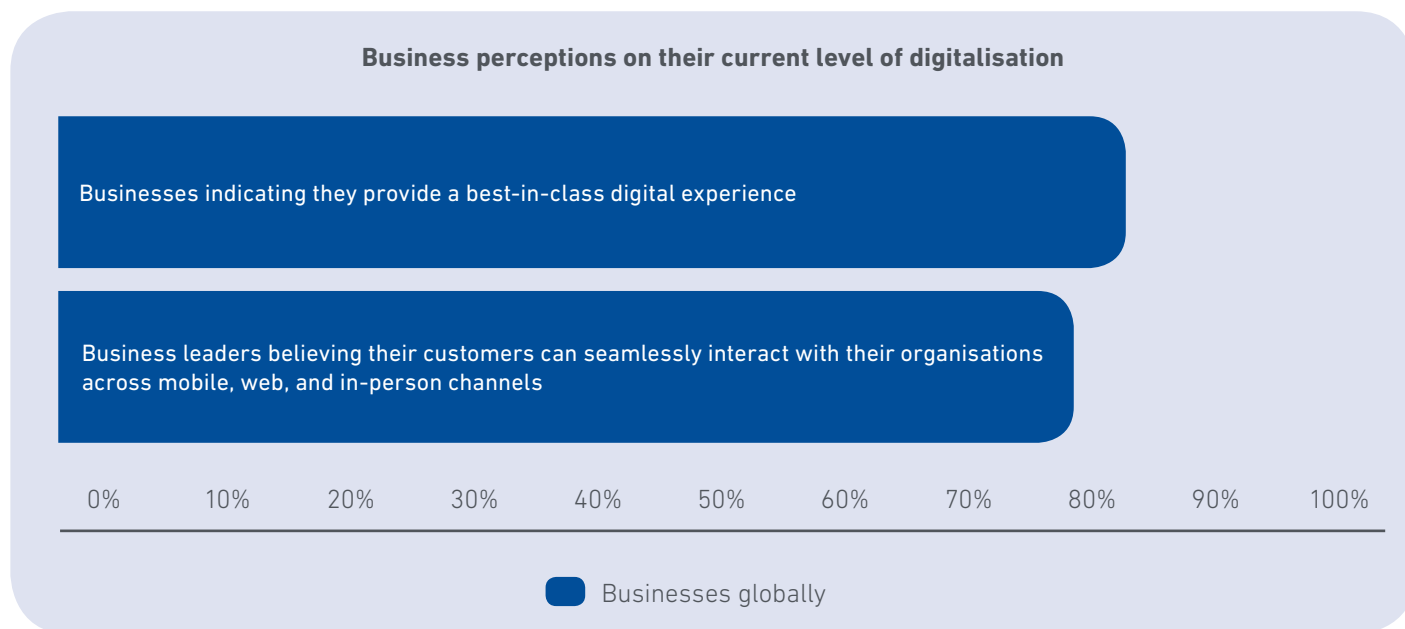 Business perceptions on their current level of digitalisation
Businesses indicating they provide a best-in-class digital experience
Business leaders believing their customers can seamlessly interact with their organisations
across mobile, web, and in-person channels
0% 10% 20% 30% 40% 50% 60% 70% 80% 90% 100%
Businesses globally